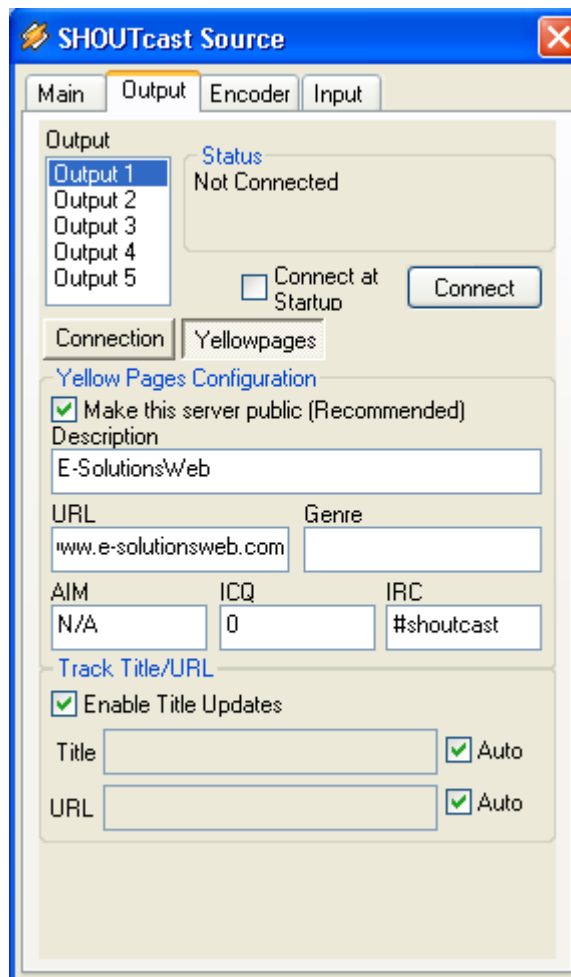 SHOUTcast Source
Main Output Encoder Input
Output
Output 1
Output 2
Output 3
Output 4
Output 5
Status
Not Connected
Connect at
Startup
Connect
Connection Yellowpages
Yellow Pages Configuration
Make this server public (Recommended)
Description
E-SolutionsWeb
URL Genre
www.e-solutionsweb.com
AIM ICQ IRC
N/A 0 #shoutcast
Track Title/URL
Enable Title Updates
Title Auto
URL Auto